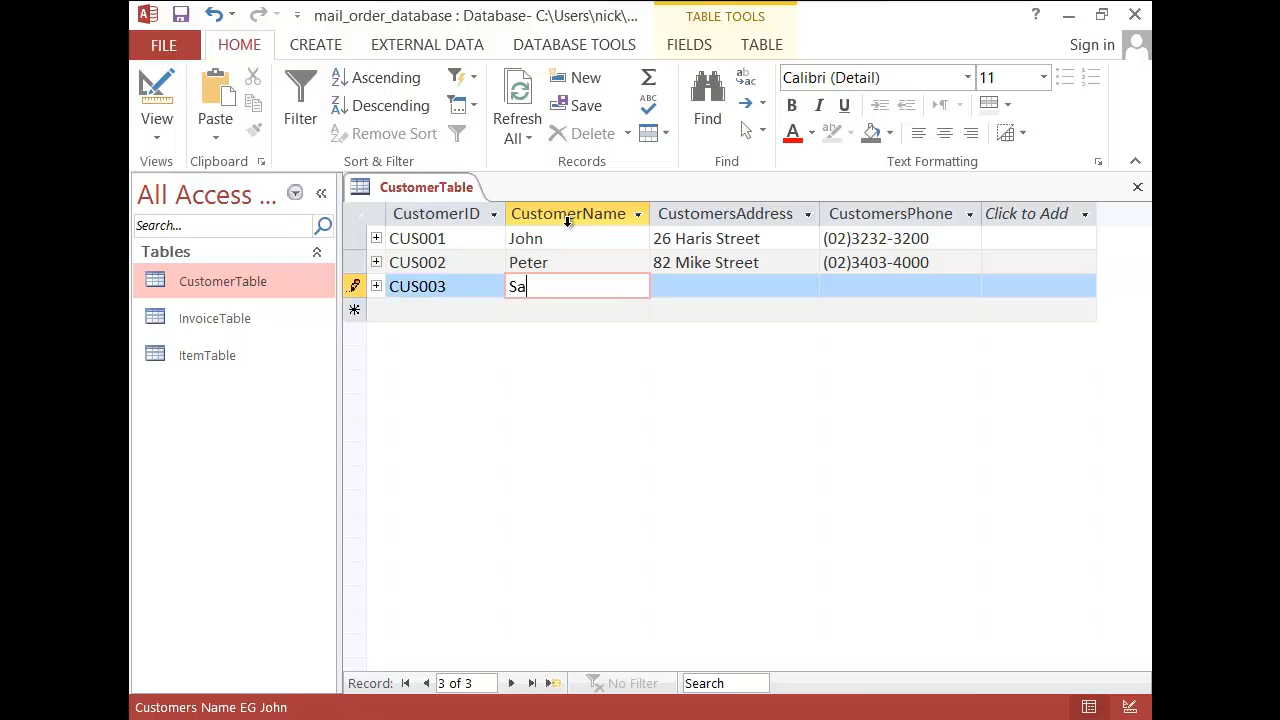 mail_order_database : Database- C:\Users\nick\...
TABLE TOOLS
?
FILE
HOME
CREATE
EXTERNAL DATA
DATABASE TOOLS
FIELDS
TABLE
Sign in
View
Views
Paste
Clipboard
Filter
Ascending
Descending
Remove Sort
Sort & Filter
Refresh
All
New
Save
Delete
Records
Find
Find
Calibri (Detail)
11
B I U
Text Formatting
All Access ...
Search...
Tables
CustomerTable
InvoiceTable
ItemTable
CustomerTable
CustomerID CustomerName CustomersAddress CustomersPhone Click to Add
CUS001 John 26 Haris Street (02)3232-3200
CUS002 Peter 82 Mike Street (02)3403-4000
CUS003 Sa
Record: 3 of 3 No Filter Search
Customers Name EG John